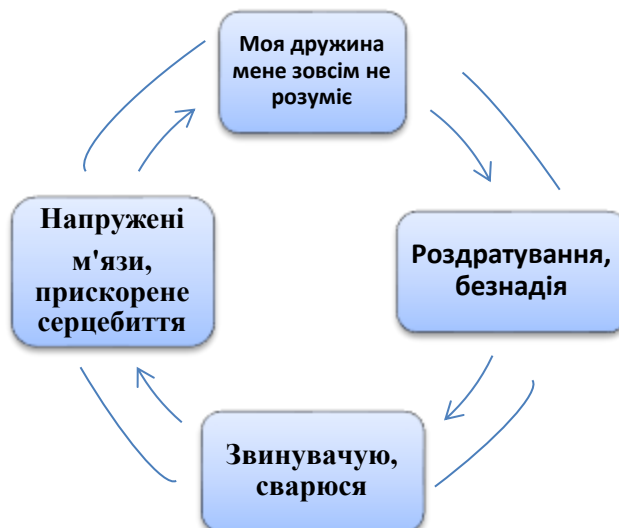 Моя дружина
мене зовсім не
розуміє
Роздратування,
безнадія
Звинувачую,
сварюся
Напружені
м'язи,
прискорене
серцебиття